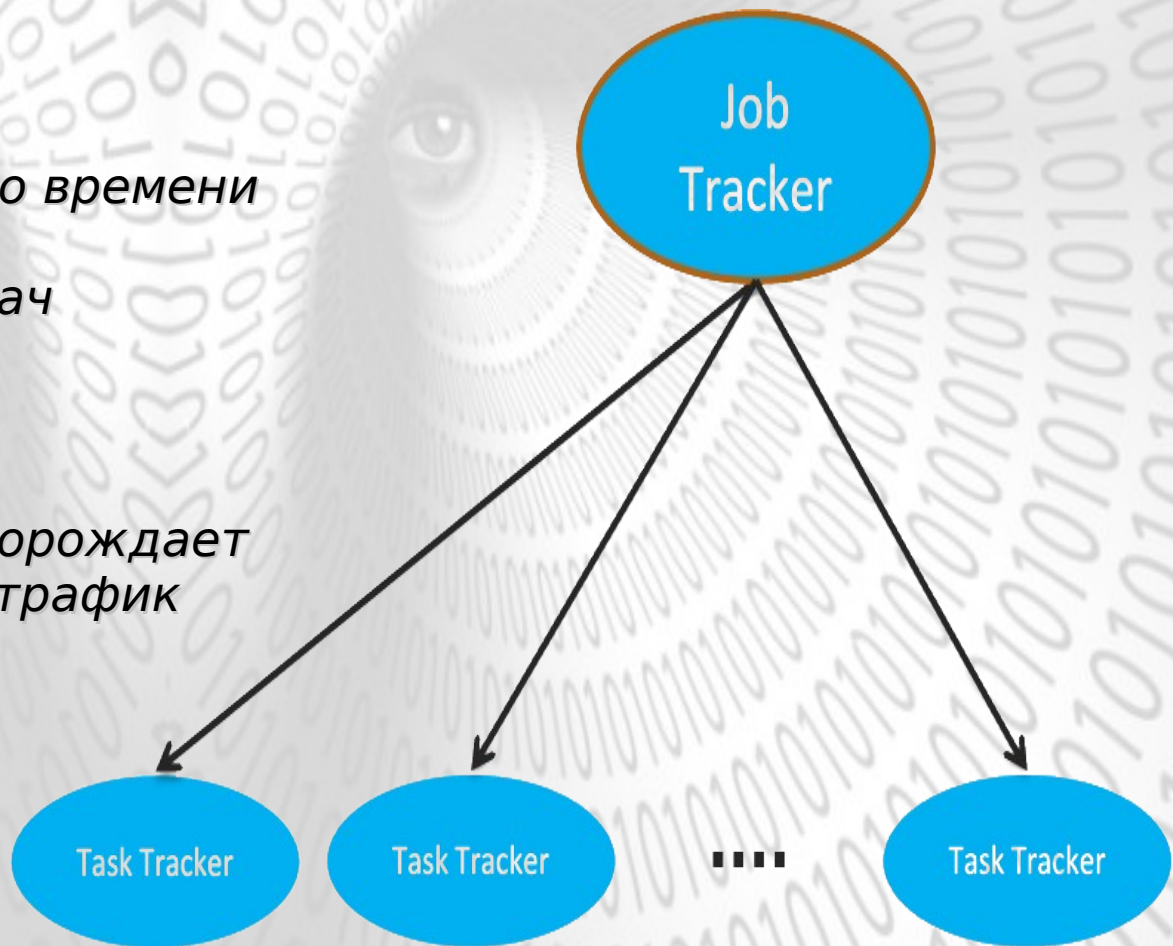 о времени
ач
орождает
трафик
Job
Tracker
Task Tracker
Task Tracker
....
Task Tracker